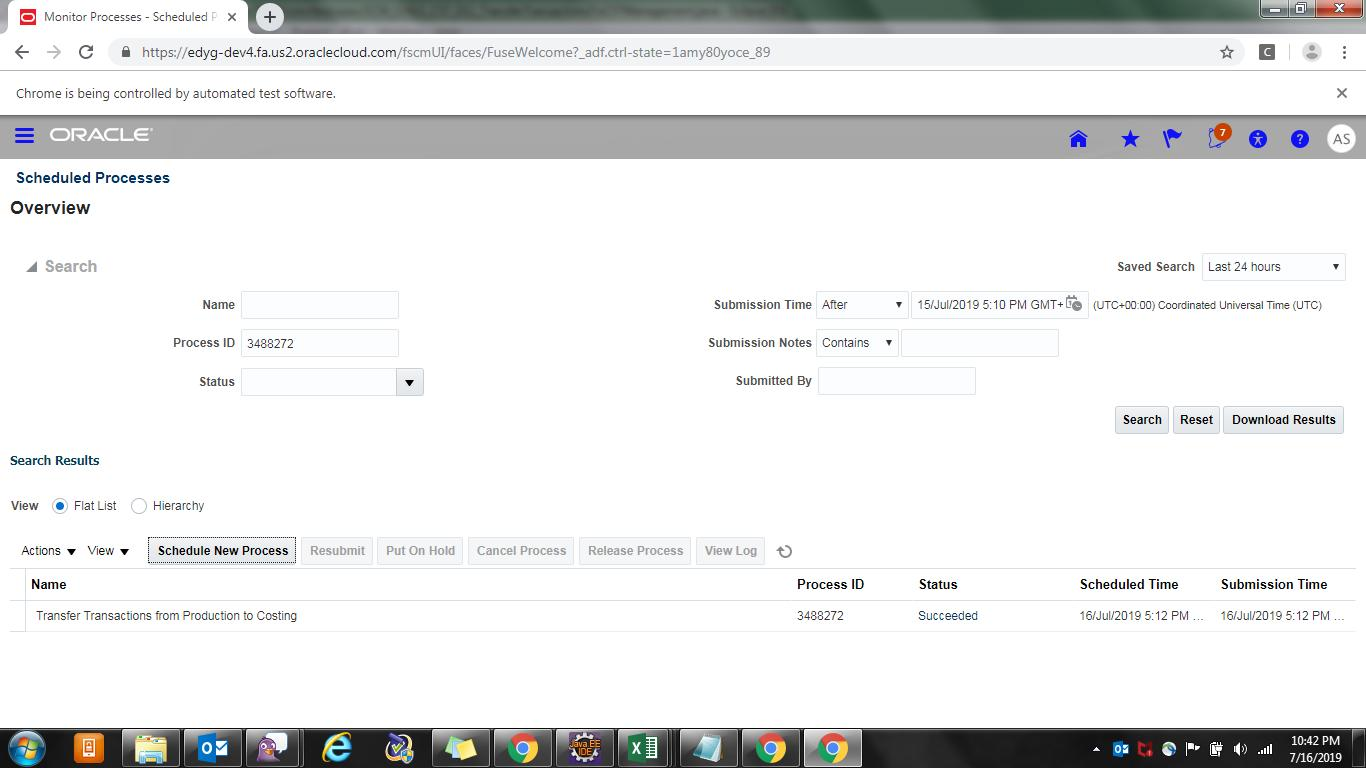 Monitor Processes - Scheduled P
https://edyg-dev4.fa.us2.oraclecloud.com/fscmUI/faces/FuseWelcome?_adf.ctrl-state=1amy80yoce_89
C
Chrome is being controlled by automated test software.
ORACLE
7
?
AS
Scheduled Processes
Overview
Search
Saved Search Last 24 hours
Name
Submission Time After 15/Jul/2019 5:10 PM GMT+ (UTC+00:00) Coordinated Universal Time (UTC)
Process ID 3488272
Submission Notes Contains
Status
Submitted By
Search Reset Download Results
Search Results
View Flat List Hierarchy
Actions View Schedule New Process Resubmit Put On Hold Cancel Process Release Process View Log
Name Process ID Status Scheduled Time Submission Time
Transfer Transactions from Production to Costing 3488272 Succeeded 16/Jul/2019 5:12 PM ... 16/Jul/2019 5:12 PM ...
Java EE
IDE
10:42 PM
7/16/2019